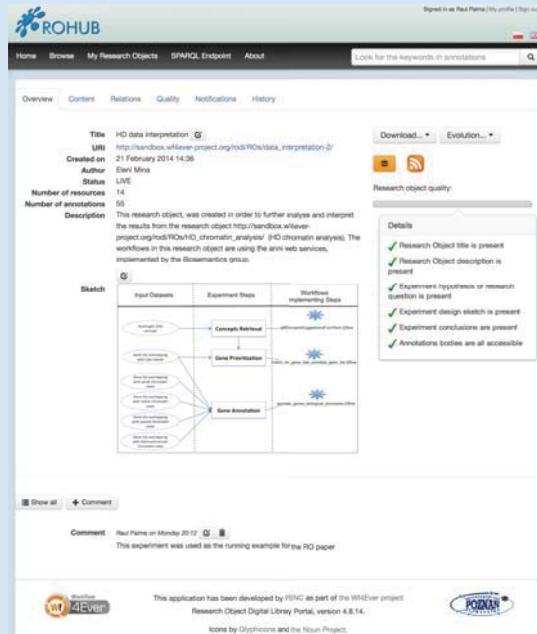 Signed in as Raul Palma | My profile | Sign out
ROHUB
Home Browse My Research Objects SPARQL Endpoint About Look for the keywords in annotations
Overview Content Relations Quality Notifications History
Title HD data interpretation
URI http://sandbox.wf4ever-project.org/rodl/ROs/data_interpretation-2/
Created on 21 February 2014 14:36
Author Eleni Mina
Status LIVE
Number of resources 14
Number of annotations 55
Description This research object, was created in order to further analyse and interpret
the results from the research object http://sandbox.wf4ever-
project.org/rodl/ROs/HD_chromatin_analysis/ (HD chromatin analysis). The
workflows in this research object are using the anni web services,
implemented by the Biosemantics group.
Download... Evolution...
Research object quality:
Details
Research Object title is present
Research Object description is
present
Experiment hypothesis or research
question is present
Experiment design sketch is present
Experiment conclusions are present
Annotations bodies are all accessible
Sketch
Input Datasets Experiment Steps Workflows
Implementing Steps
Concepts Retrieval
Gene Prioritization
Gene Annotation
Show all Comment
Comment Raul Palma on Monday 20:12
This experiment was used as the running example for the RO paper
Workflow
4Ever
This application has been developed by PSNC as part of the Wf4Ever project
Research Object Digital Library Portal, version 4.8.14.
Icons by Glyphicons and the Noun Project.
POZNAŃ